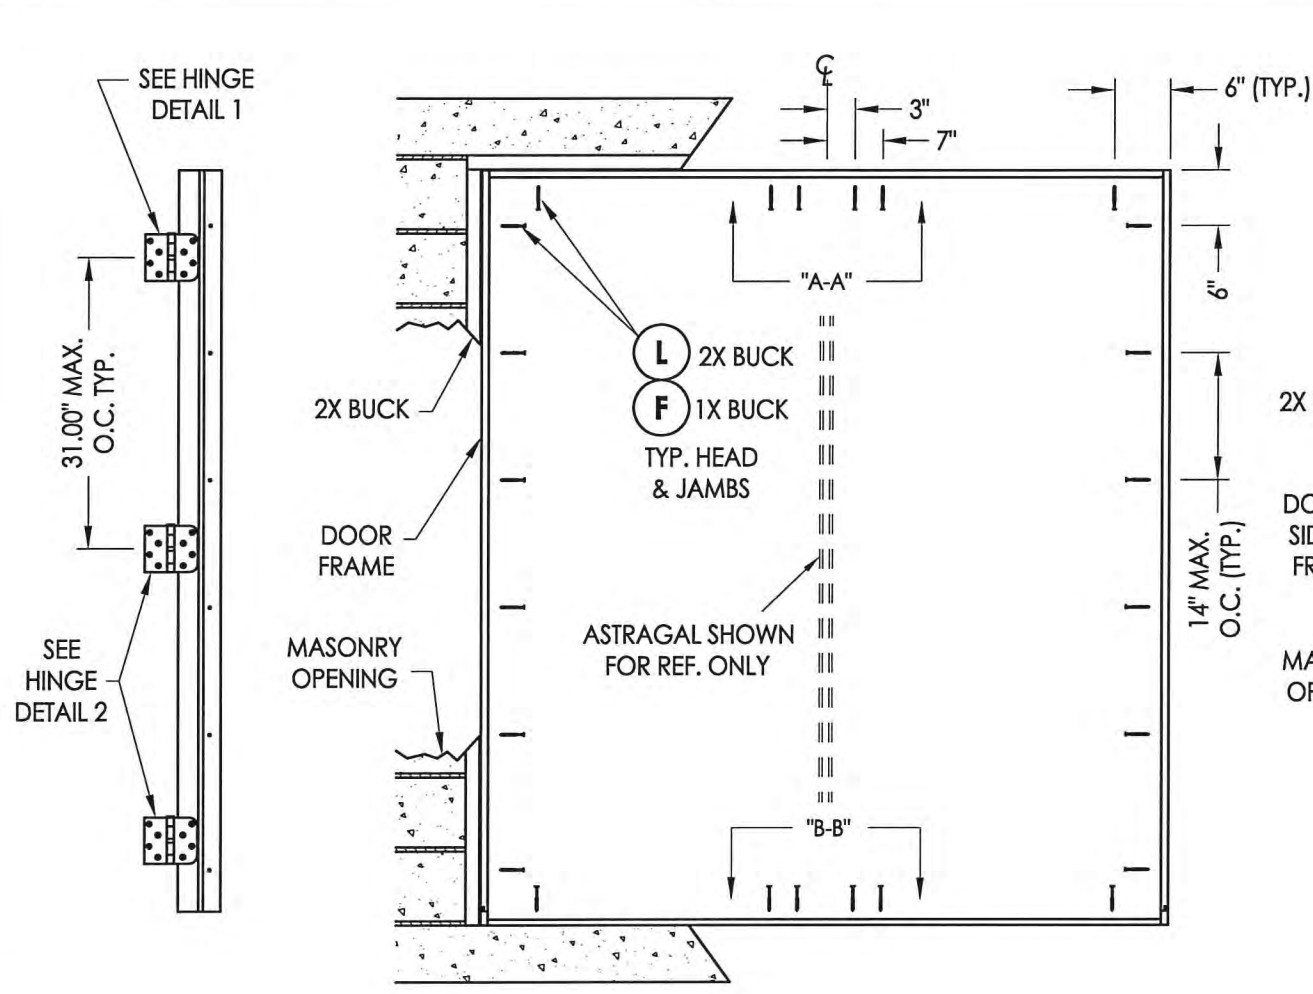 SEE HINGE
DETAIL 1
31.00" MAX.
O.C. TYP.
SEE
HINGE
DETAIL 2
2X BUCK
DOOR
FRAME
MASONRY
OPENING
℄
3"
7"
6" (TYP.)
6"
"A-A"
L 2X BUCK
F 1X BUCK
TYP. HEAD
& JAMBS
ASTRAGAL SHOWN
FOR REF. ONLY
14" MAX.
O.C. (TYP.)
"B-B"
2X